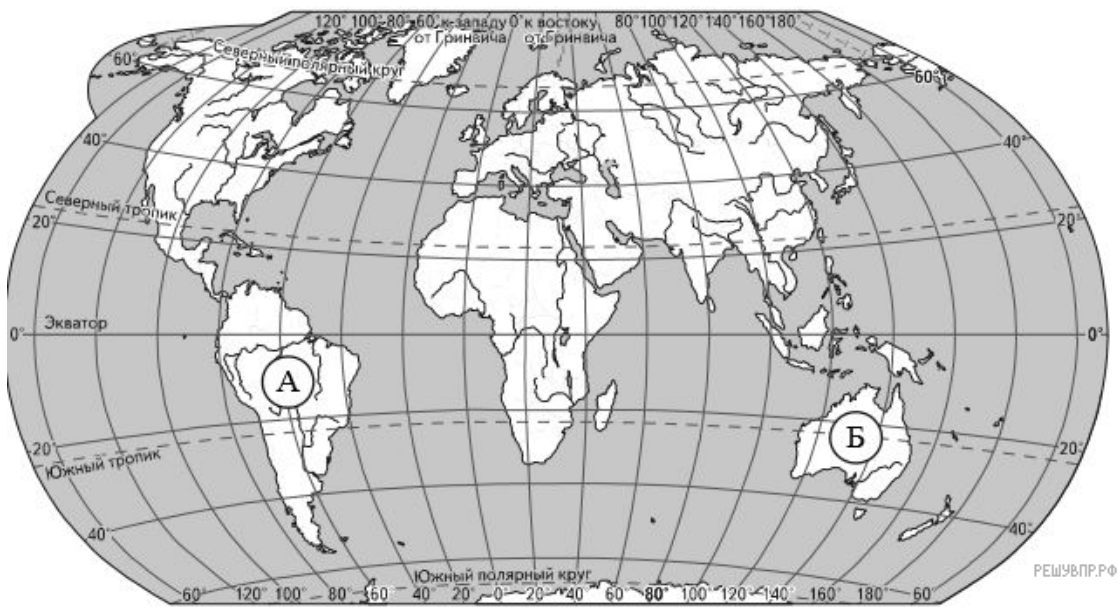 120° 100° 80° 60° к западу 0° к востоку 80° 100° 120° 140° 160° 180°
от Гринвича от Гринвича
60° Северный полярный круг 60°
40° 40°
Северный тропик
20° 20°
Экватор
0° 0°
А
Б
20° 20°
Южный тропик
40° 40°
Южный полярный круг
60° 120° 100° 80° 60° 40° 20° 0° 20° 40° 60° 80° 100° 120° 140° 160° 180° 60°
РЕШУВПР.РФ